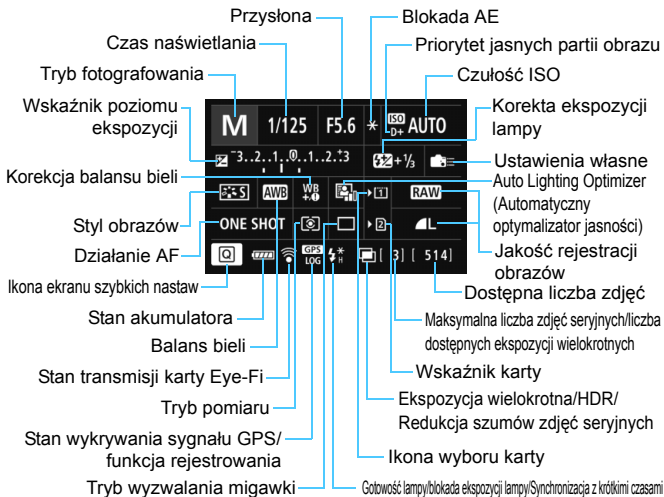 Przysłona
Blokada AE
Czas naświetlania
Priorytet jasnych partii obrazu
Tryb fotografowania
Czułość ISO
Wskaźnik poziomu
ekspozycji
Korekta ekspozycji
lampy
M 1/125 F5.6 ISO D+ AUTO
-3..2..1..0..1..2.+3 +1/3
Ustawienia własne
Korekcja balansu bieli
Auto Lighting Optimizer
(Automatyczny
optymalizator jasności)
S AWB WB +/- 1 RAW
Styl obrazów
ONE SHOT 2 L
Działanie AF
Jakość rejestracji
obrazów
Q GPS LOG H [ 3] [ 514]
Ikona ekranu szybkich nastaw
Dostępna liczba zdjęć
Stan akumulatora
Maksymalna liczba zdjęć seryjnych/liczba
dostępnych ekspozycji wielokrotnych
Balans bieli
Wskaźnik karty
Stan transmisji karty Eye-Fi
Ekspozycja wielokrotna/HDR/
Redukcja szumów zdjęć seryjnych
Tryb pomiaru
Stan wykrywania sygnału GPS/
funkcja rejestrowania
Ikona wyboru karty
Tryb wyzwalania migawki
Gotowość lampy/blokada ekspozycji lampy/Synchronizacja z krótkimi czasami